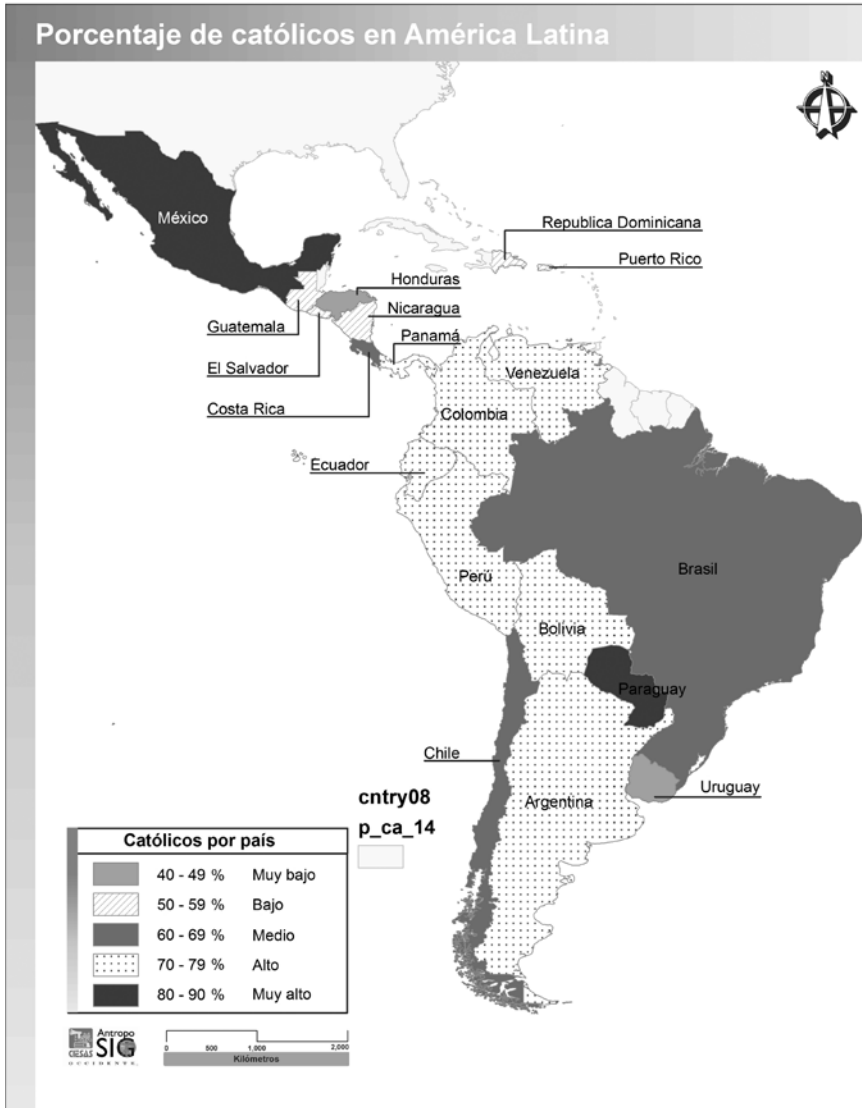 Porcentaje de católicos en América Latina
N
México
Republica Dominicana
Puerto Rico
Honduras
Nicaragua
Guatemala
Panamá
El Salvador
Venezuela
Costa Rica
Colombia
Ecuador
Perú
Brasil
Bolivia
Paraguay
Chile
Uruguay
Argentina
cntry08
p_ca_14
Católicos por país
40 - 49 % Muy bajo
50 - 59 % Bajo
60 - 69 % Medio
70 - 79 % Alto
80 - 90 % Muy alto
Antropo
SIG
CIESAS
OCCIDENTE
0 500 1,000 2,000
Kilómetros